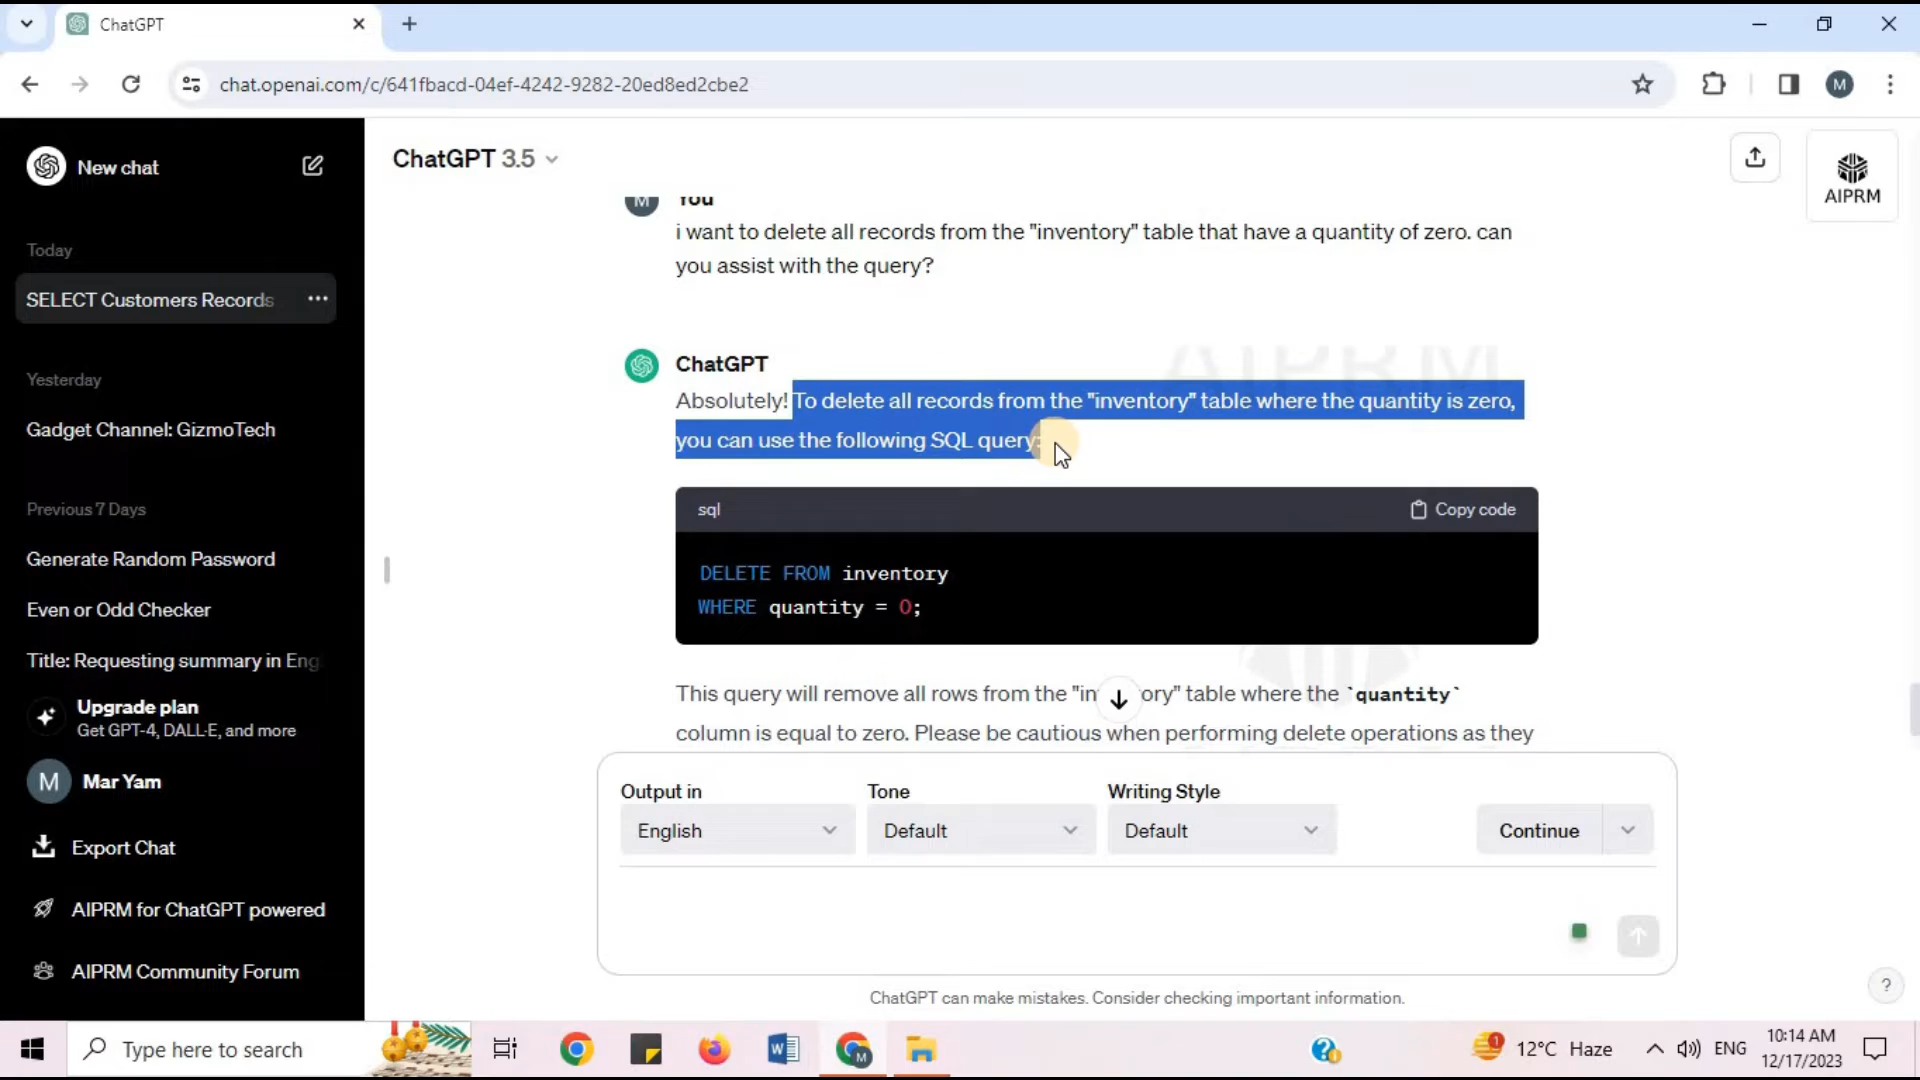 ChatGPT
chat.openai.com/c/641fbacd-04ef-4242-9282-20ed8ed2cbe2
M
New chat
Today
SELECT Customers Records
Yesterday
Gadget Channel: GizmoTech
Previous 7 Days
Generate Random Password
Even or Odd Checker
Title: Requesting summary in Eng
Upgrade plan
Get GPT-4, DALL·E, and more
M
Mar Yam
Export Chat
AIPRM for ChatGPT powered
AIPRM Community Forum
ChatGPT 3.5
AIPRM
M
You
i want to delete all records from the "inventory" table that have a quantity of zero. can
you assist with the query?
AIPRM
ChatGPT
Absolutely! To delete all records from the "inventory" table where the quantity is zero,
you can use the following SQL query:
sql
Copy code
DELETE FROM inventory
WHERE quantity = 0;
This query will remove all rows from the "in ory" table where the `quantity`
column is equal to zero. Please be cautious when performing delete operations as they
Output in
Tone
Writing Style
English
Default
Default
Continue
ChatGPT can make mistakes. Consider checking important information.
?
Type here to search
M
1
12°C Haze
ENG
10:14 AM
12/17/2023